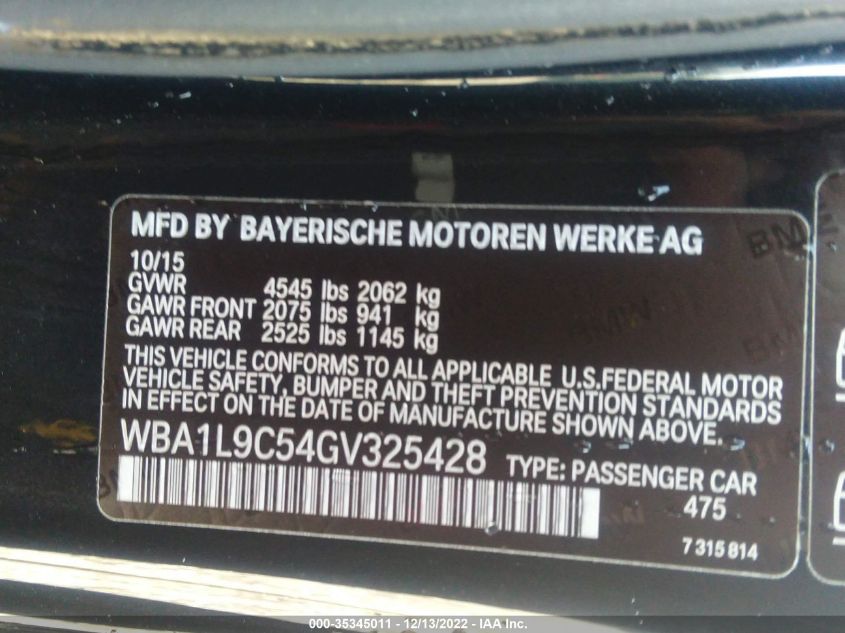 MFD BY BAYERISCHE MOTOREN WERKE AG
10/15
GVWR 4545 lbs 2062 kg
GAWR FRONT 2075 lbs 941 kg
GAWR REAR 2525 lbs 1145 kg
THIS VEHICLE CONFORMS TO ALL APPLICABLE U.S.FEDERAL MOTOR
VEHICLE SAFETY, BUMPER AND THEFT PREVENTION STANDARDS
IN EFFECT ON THE DATE OF MANUFACTURE SHOWN ABOVE.
WBA1L9C54GV325428 TYPE: PASSENGER CAR
475
7 315 814
000-35345011 - 12/13/2022 - IAA Inc.